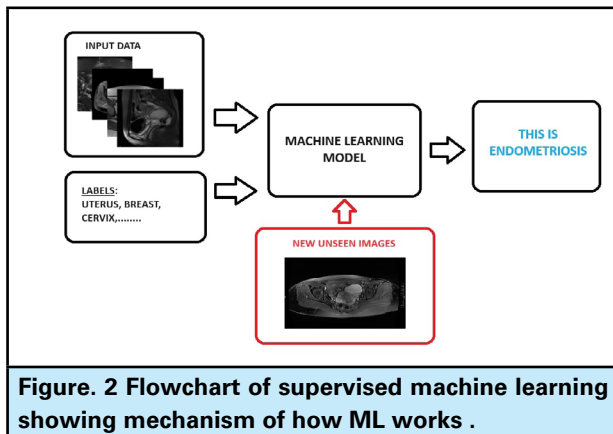 INPUT DATA
MACHINE LEARNING
MODEL
THIS IS
ENDOMETRIOSIS
LABELS:
UTERUS, BREAST,
CERVIX,........
NEW UNSEEN IMAGES
Figure. 2 Flowchart of supervised machine learning
showing mechanism of how ML works .